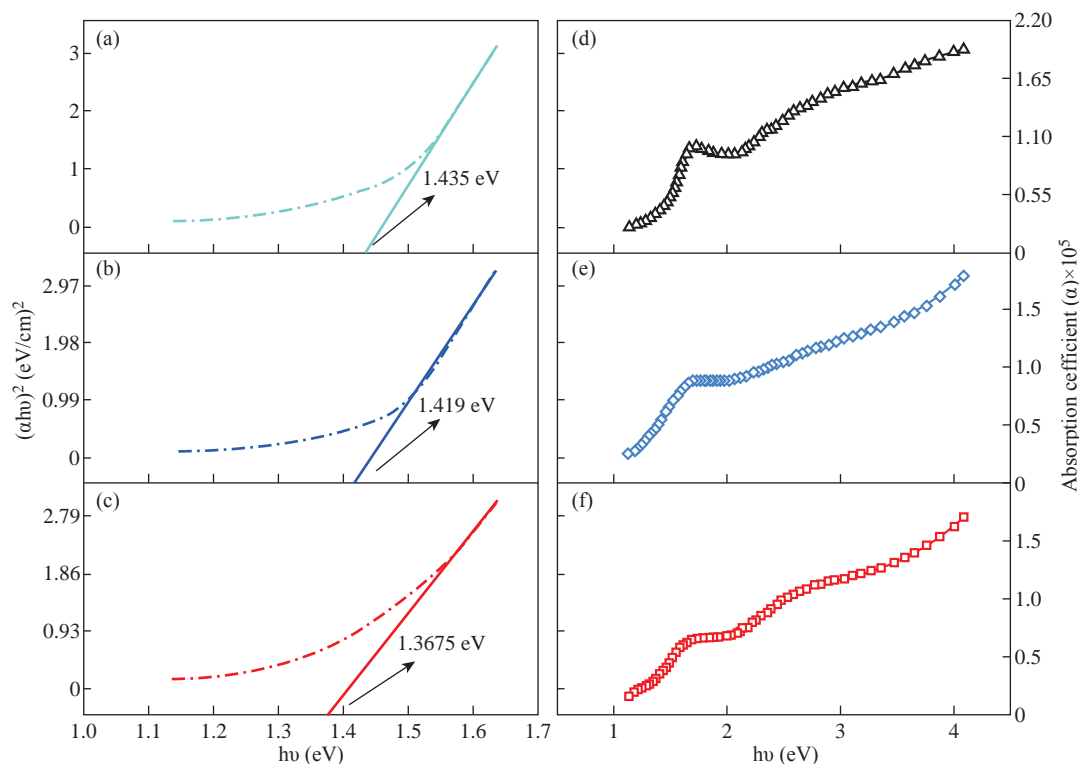 (a)
3
2
1
0
1.435 eV
(b)
2.97
1.98
0.99
0
1.419 eV
(c)
2.79
1.86
0.93
0
1.3675 eV
(αhυ)² (eV/cm)²
1.0 1.1 1.2 1.3 1.4 1.5 1.6 1.7
hυ (eV)
(d)
2.20
1.65
1.10
0.55
0
(e)
1.5
1.0
0.5
0
(f)
1.5
1.0
0.5
0
Absorption cefficient (α)×10⁵
1 2 3 4
hυ (eV)